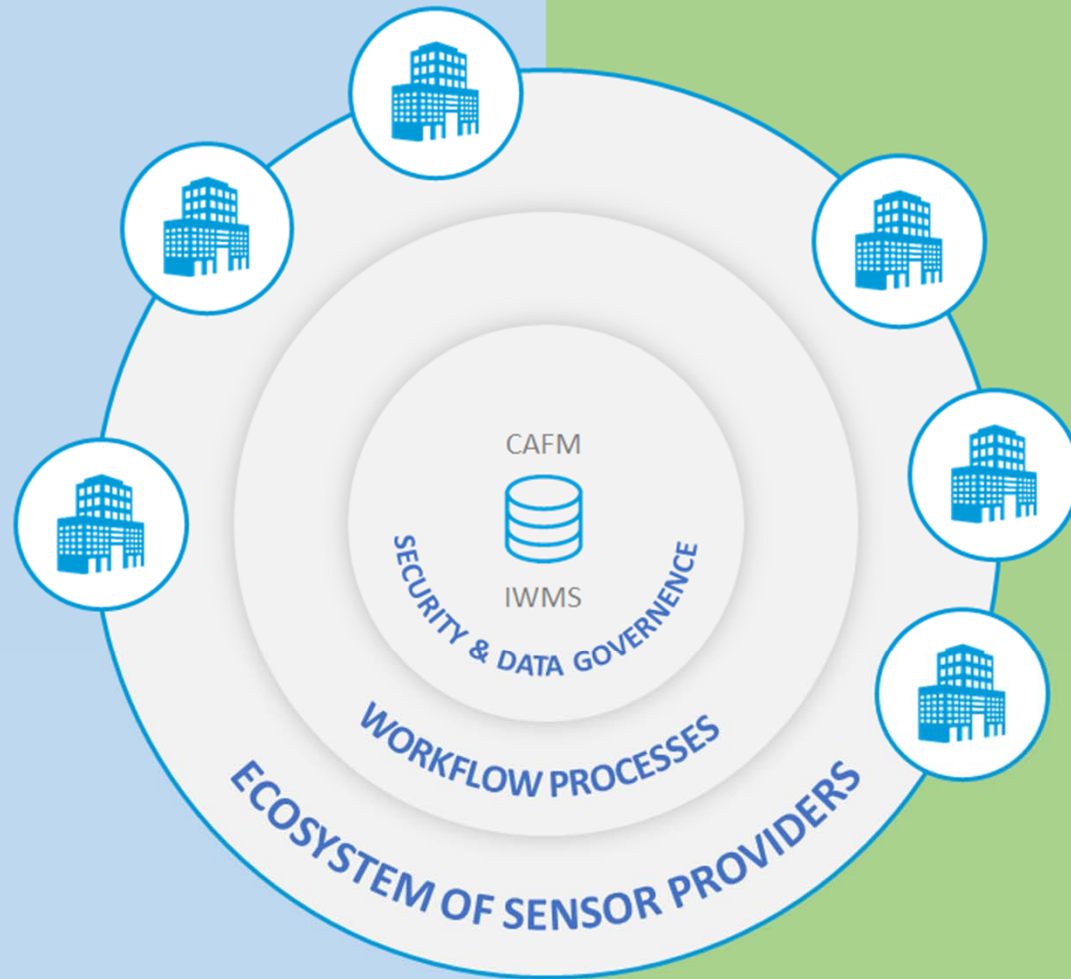 CAFM
IWMS
SECURITY & DATA GOVERNENCE
WORKFLOW PROCESSES
ECOSYSTEM OF SENSOR PROVIDERS